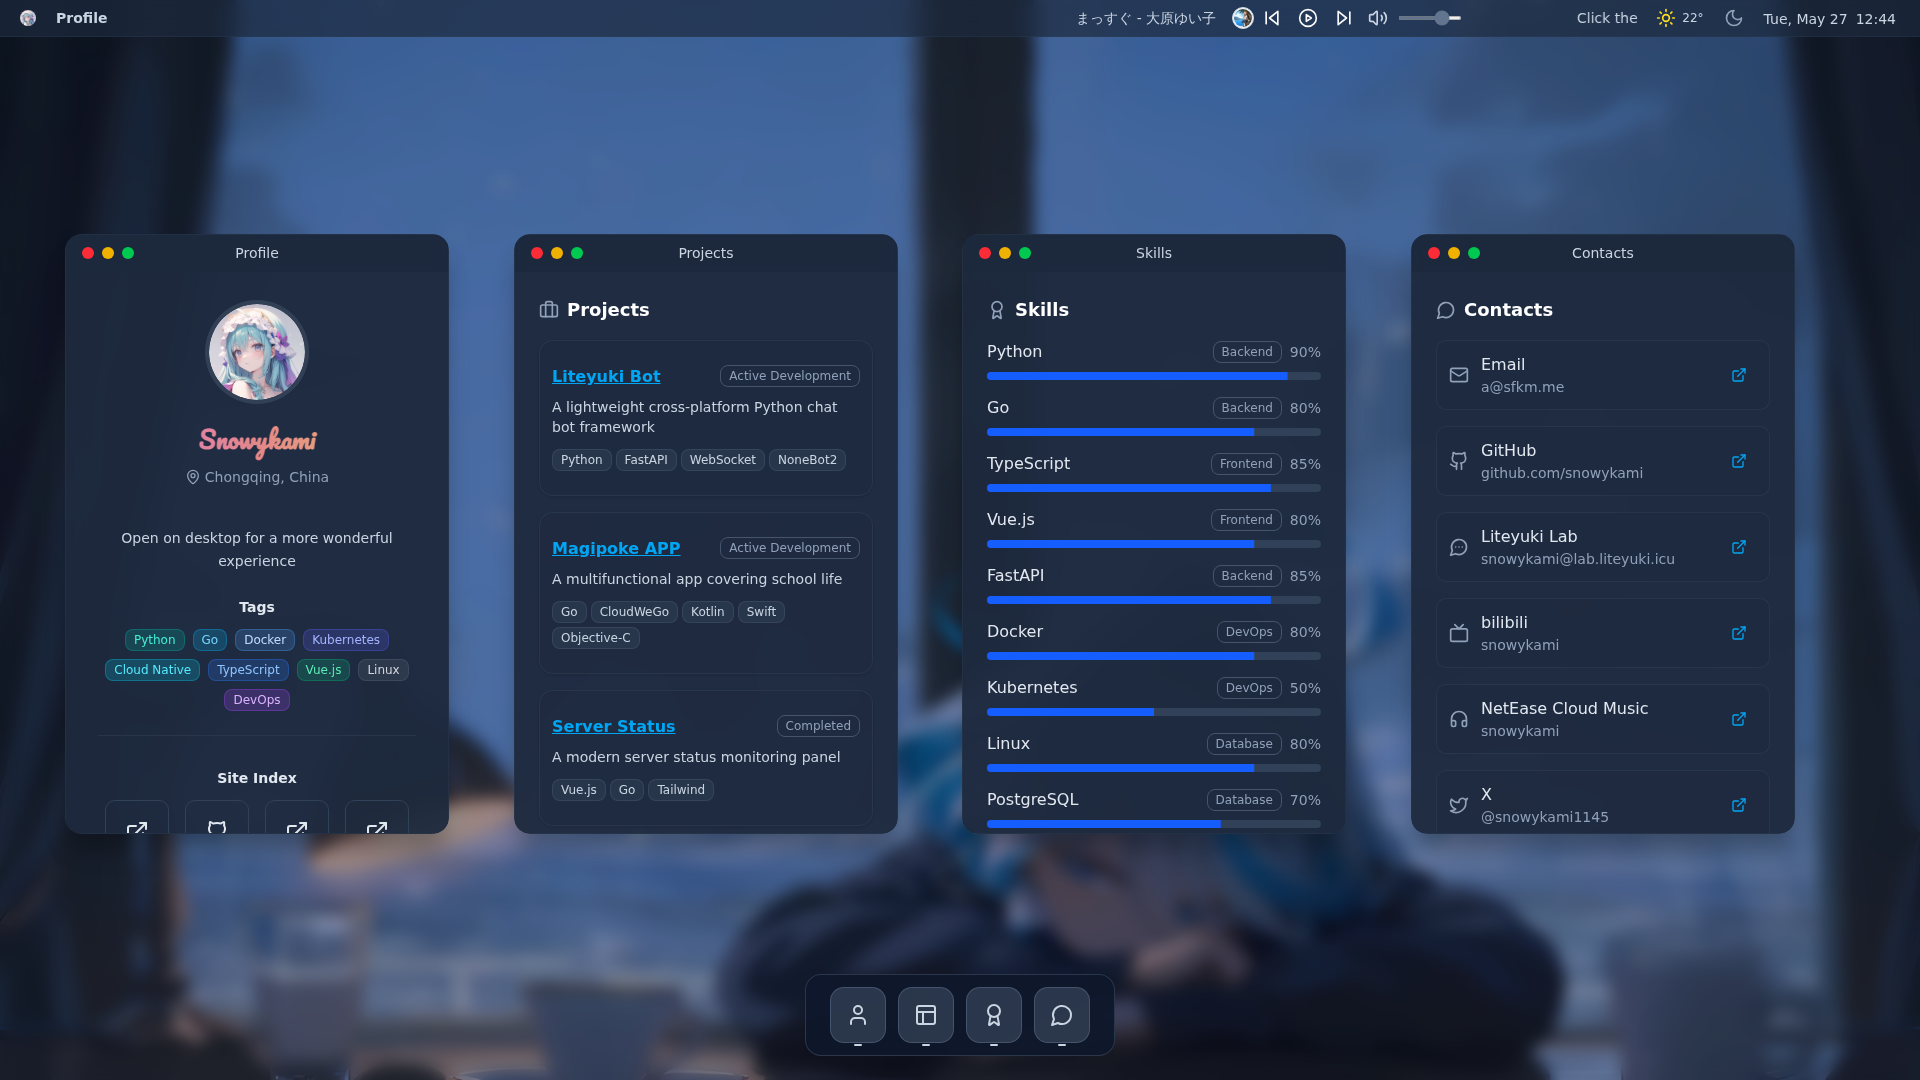 Profile
まっすぐ - 大原ゆい子
Click the
22°
Tue, May 27 12:44
Profile
Snowykami
Chongqing, China
Open on desktop for a more wonderful
experience
Tags
Python Go Docker Kubernetes
Cloud Native TypeScript Vue.js Linux
DevOps
Site Index
Projects
Projects
Liteyuki Bot Active Development
A lightweight cross-platform Python chat
bot framework
Python FastAPI WebSocket NoneBot2
Magipoke APP Active Development
A multifunctional app covering school life
Go CloudWeGo Kotlin Swift
Objective-C
Server Status Completed
A modern server status monitoring panel
Vue.js Go Tailwind
Skills
Skills
Python Backend 90%
Go Backend 80%
TypeScript Frontend 85%
Vue.js Frontend 80%
FastAPI Backend 85%
Docker DevOps 80%
Kubernetes DevOps 50%
Linux Database 80%
PostgreSQL Database 70%
Contacts
Contacts
Email
a@sfkm.me
GitHub
github.com/snowykami
Liteyuki Lab
snowykami@lab.liteyuki.icu
bilibili
snowykami
NetEase Cloud Music
snowykami
X
@snowykami1145